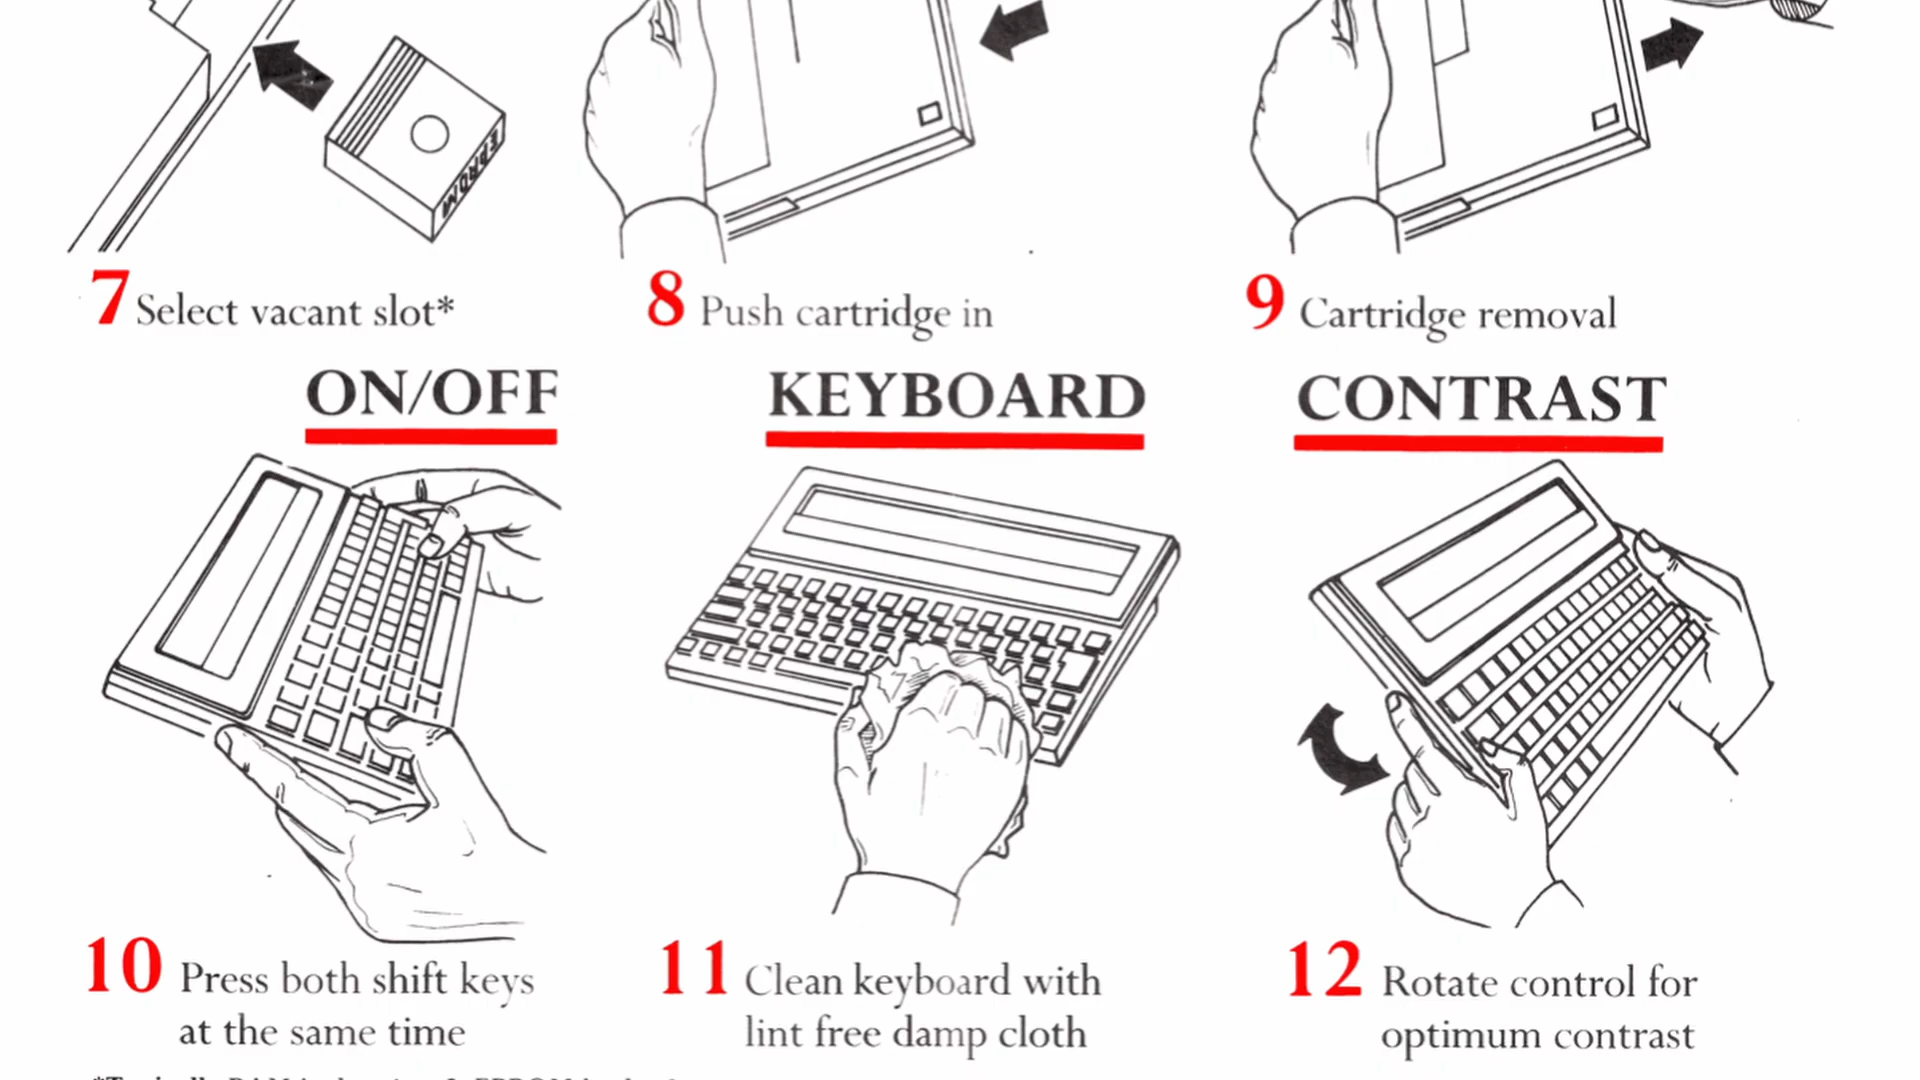 EPROM
7 Select vacant slot*
8 Push cartridge in
9 Cartridge removal
ON/OFF
KEYBOARD
CONTRAST
10 Press both shift keys
at the same time
11 Clean keyboard with
lint free damp cloth
12 Rotate control for
optimum contrast